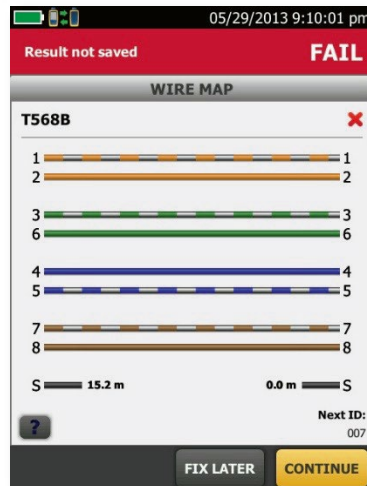 05/29/2013 9:10:01 pm
Result not saved FAIL
WIRE MAP
T568B
1 1
2 2
3 3
6 6
4 4
5 5
7 7
8 8
S 15.2 m 0.0 m S
Next ID:
? 007
FIX LATER CONTINUE